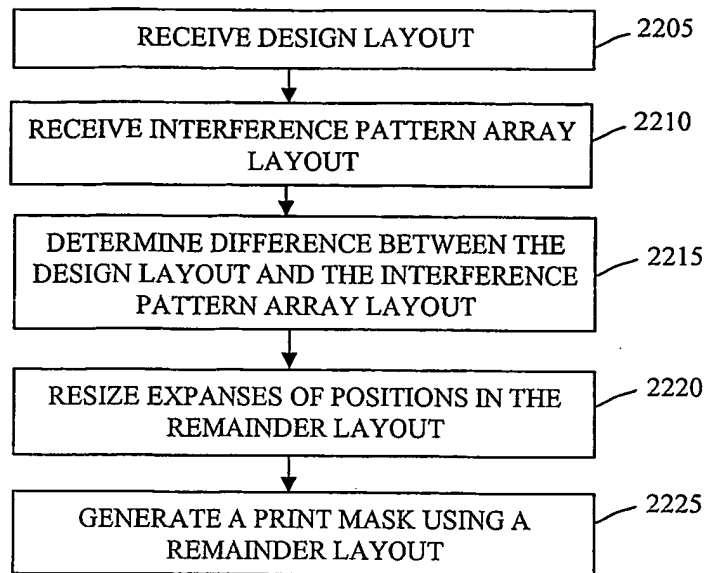 RECEIVE DESIGN LAYOUT
2205
RECEIVE INTERFERENCE PATTERN ARRAY
LAYOUT
2210
DETERMINE DIFFERENCE BETWEEN THE
DESIGN LAYOUT AND THE INTERFERENCE
PATTERN ARRAY LAYOUT
2215
RESIZE EXPANSES OF POSITIONS IN THE
REMAINDER LAYOUT
2220
GENERATE A PRINT MASK USING A
REMAINDER LAYOUT
2225